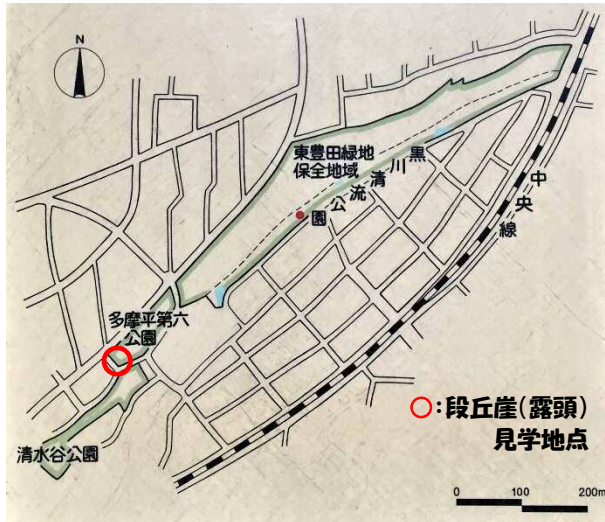 N
東豊田緑地
保全地域
黒川清流公園
中央線
多摩平第六
公園
清水谷公園
○:段丘崖(露頭)
見学地点
0 100 200m